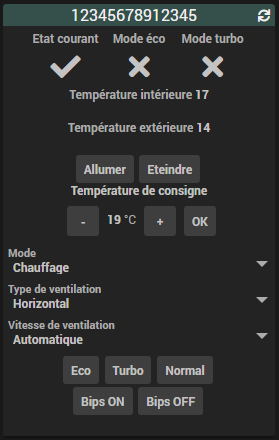 12345678912345
Etat courant Mode éco Mode turbo
Température intérieure 17
Température extérieure 14
Allumer Eteindre
Température de consigne
- 19 °C + OK
Mode
Chauffage
Type de ventilation
Horizontal
Vitesse de ventilation
Automatique
Eco Turbo Normal
Bips ON Bips OFF